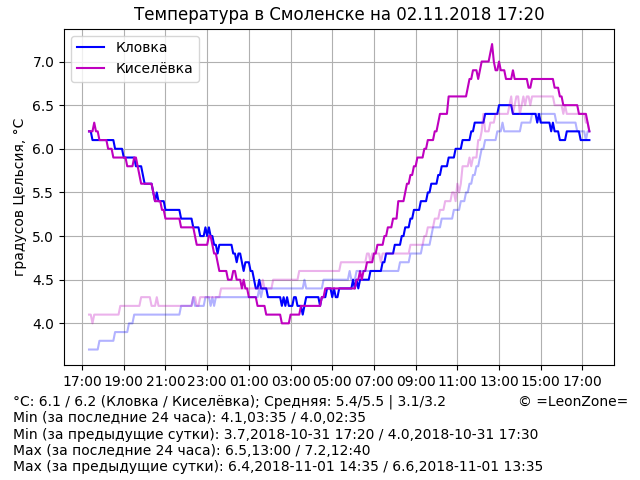 Температура в Смоленске на 02.11.2018 17:20
Кловка
Киселёвка
градусов Цельсия, °C
7.0
6.5
6.0
5.5
5.0
4.5
4.0
17:00 19:00 21:00 23:00 01:00 03:00 05:00 07:00 09:00 11:00 13:00 15:00 17:00
°C: 6.1 / 6.2 (Кловка / Киселёвка); Средняя: 5.4/5.5 | 3.1/3.2 © =LeonZone=
Min (за последние 24 часа): 4.1,03:35 / 4.0,02:35
Min (за предыдущие сутки): 3.7,2018-10-31 17:20 / 4.0,2018-10-31 17:30
Max (за последние 24 часа): 6.5,13:00 / 7.2,12:40
Max (за предыдущие сутки): 6.4,2018-11-01 14:35 / 6.6,2018-11-01 13:35